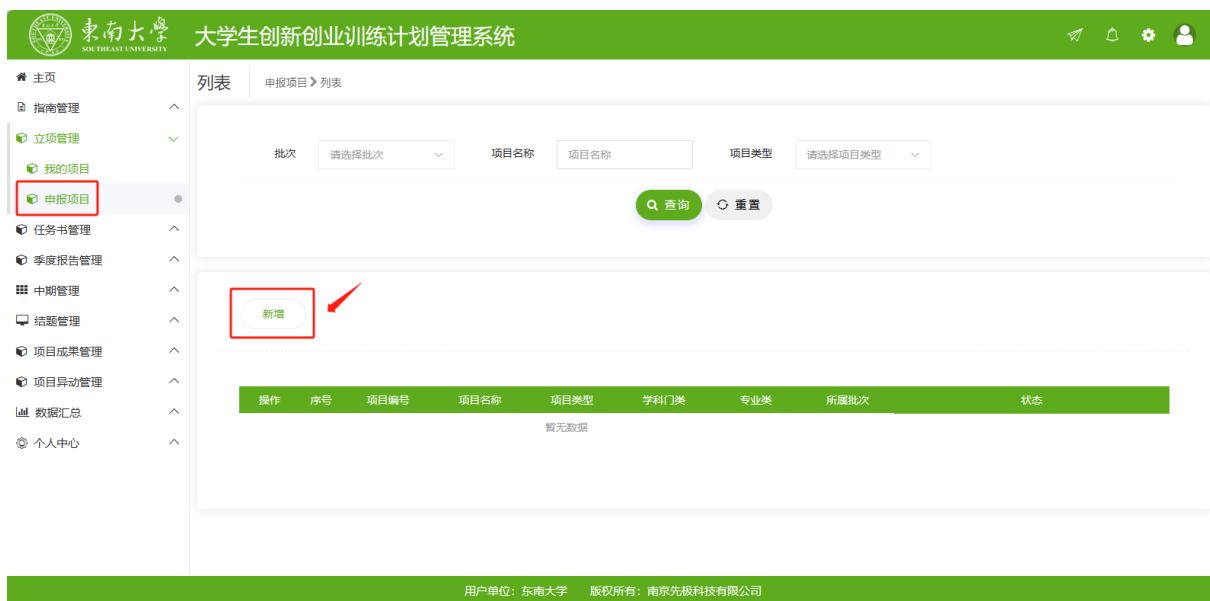 東南大學
SOUTHEAST UNIVERSITY
大学生创新创业训练计划管理系统
主页
指南管理
立项管理
我的项目
申报项目
任务书管理
季度报告管理
中期管理
结题管理
项目成果管理
项目异动管理
数据汇总
个人中心
列表 申报项目 列表
批次 请选择批次 项目名称 项目名称 项目类型 请选择项目类型
查询 重置
新增
操作 序号 项目编号 项目名称 项目类型 学科门类 专业类 所属批次 状态
暂无数据
用户单位：东南大学 版权所有：南京先极科技有限公司